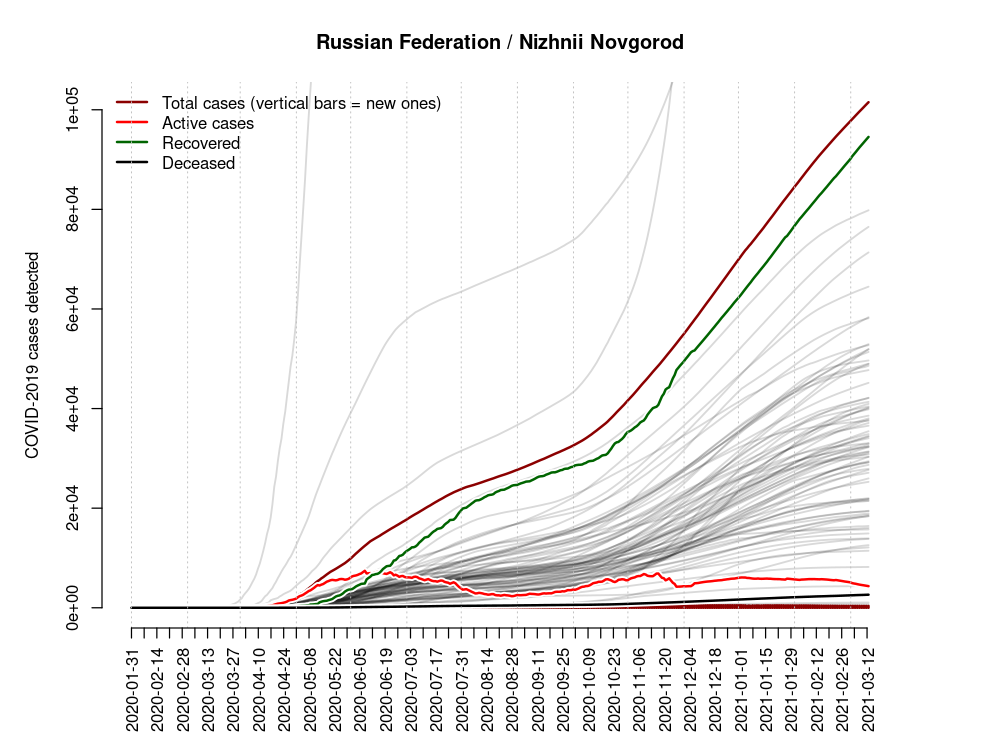 Russian Federation / Nizhnii Novgorod
Total cases (vertical bars = new ones)
Active cases
Recovered
Deceased
COVID-2019 cases detected
1e+05
8e+04
6e+04
4e+04
2e+04
0e+00
2020-01-31
2020-02-14
2020-02-28
2020-03-13
2020-03-27
2020-04-10
2020-04-24
2020-05-08
2020-05-22
2020-06-05
2020-06-19
2020-07-03
2020-07-17
2020-07-31
2020-08-14
2020-08-28
2020-09-11
2020-09-25
2020-10-09
2020-10-23
2020-11-06
2020-11-20
2020-12-04
2020-12-18
2021-01-01
2021-01-15
2021-01-29
2021-02-12
2021-02-26
2021-03-12